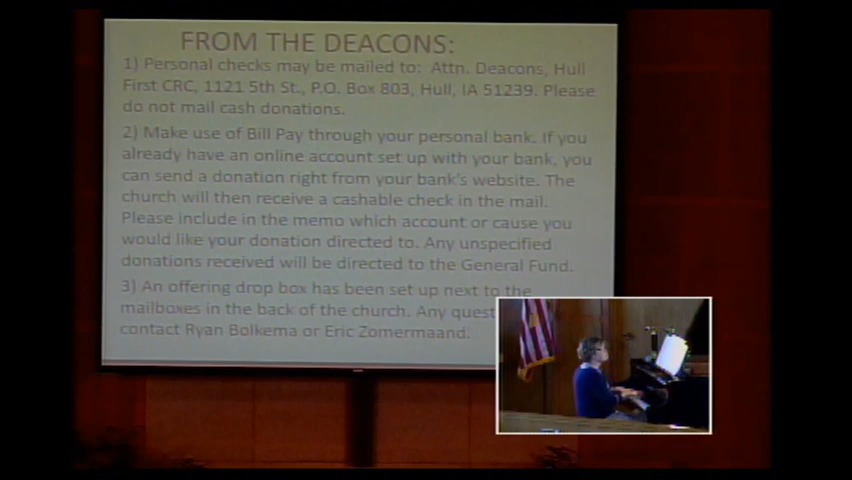 FROM THE DEACONS:
1) Personal checks may be mailed to: Attn. Deacons, Hull
First CRC, 1121 5th St., P.O. Box 803, Hull, IA 51239. Please
do not mail cash donations.
2) Make use of Bill Pay through your personal bank. If you
already have an online account set up with your bank, you
can send a donation right from your bank's website. The
church will then receive a cashable check in the mail.
Please include in the memo which account or cause you
would like your donation directed to. Any unspecified
donations received will be directed to the General Fund.
3) An offering drop box has been set up next to the
mailboxes in the back of the church. Any
contact Ryan Bolkema or Eric Zomermaand.